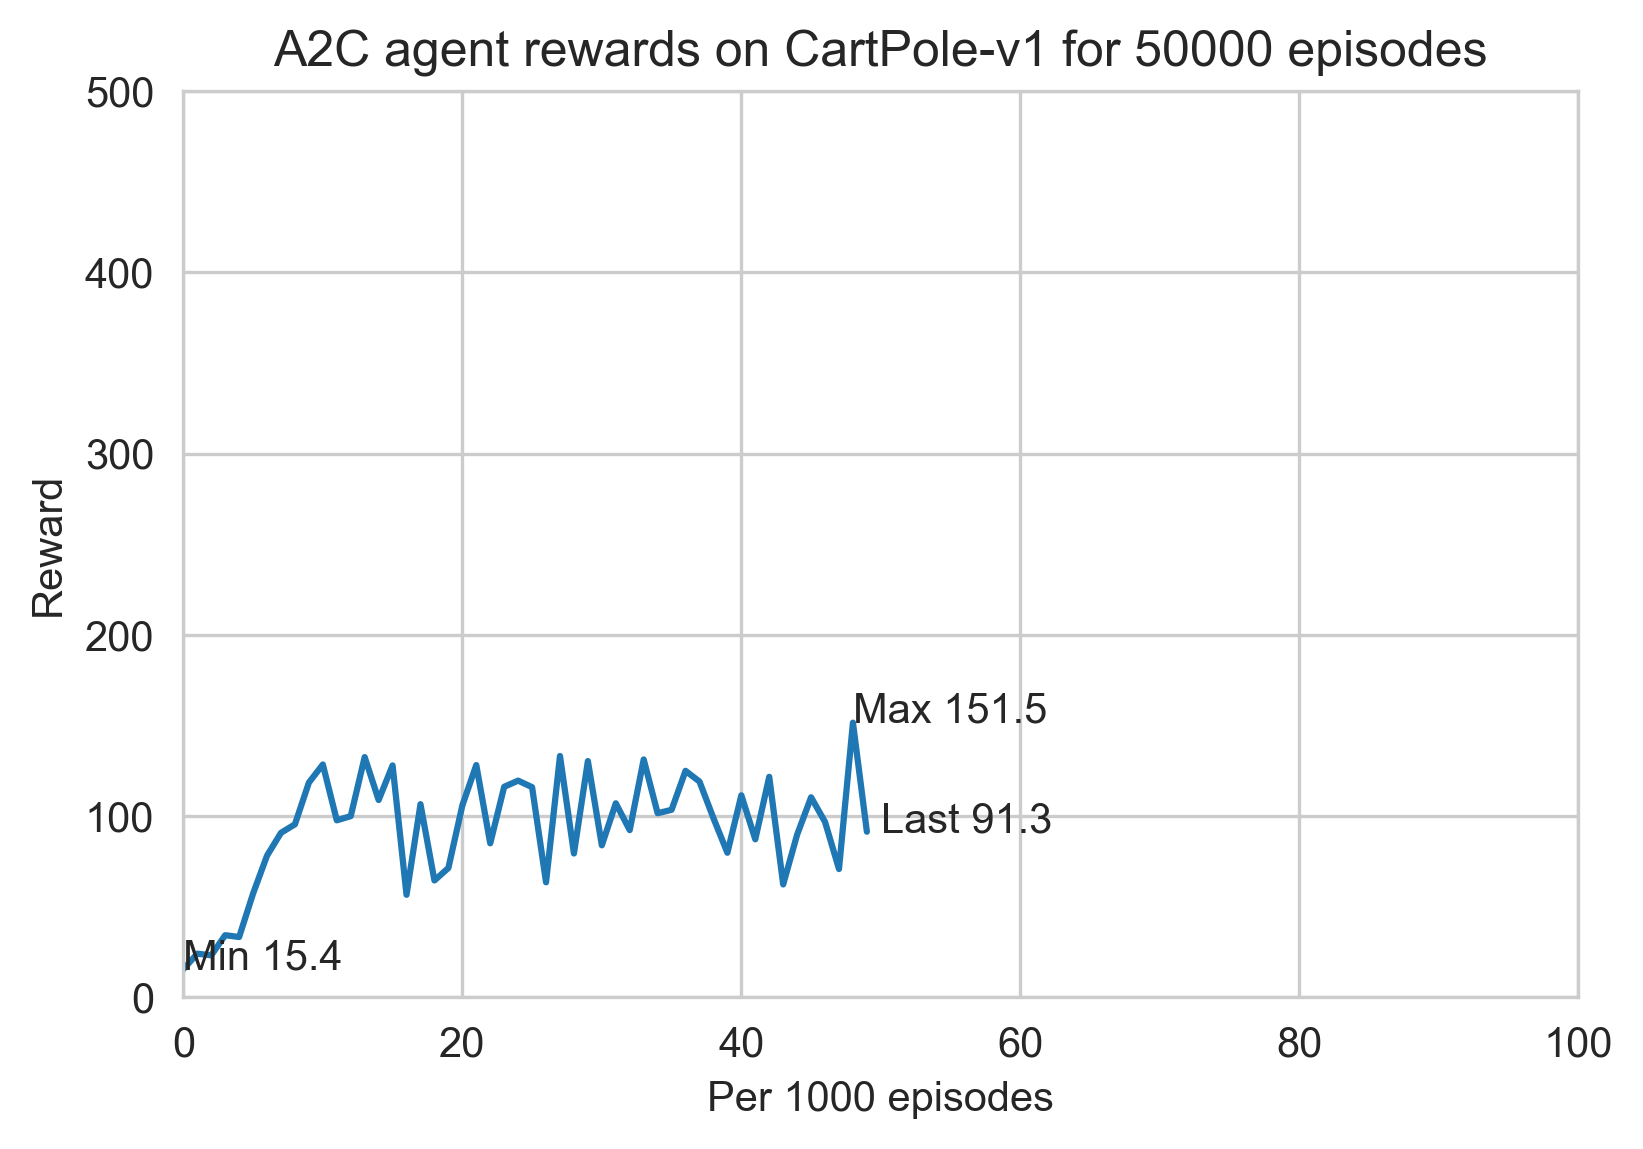 A2C agent rewards on CartPole-v1 for 50000 episodes
500
400
300
200
100
0
Reward
Max 151.5
Last 91.3
Min 15.4
0 20 40 60 80 100
Per 1000 episodes